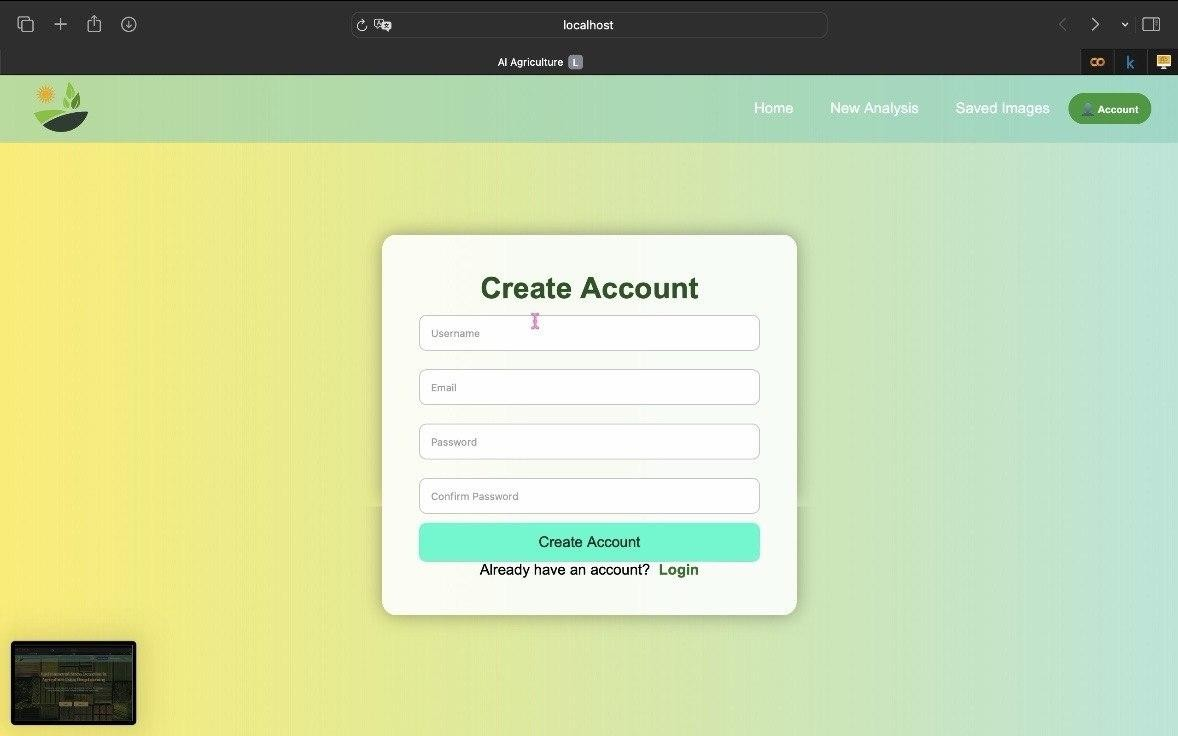 localhost
AI Agriculture L
k
Home New Analysis Saved Images Account
Create Account
Username
Email
Password
Confirm Password
Create Account
Already have an account? Login